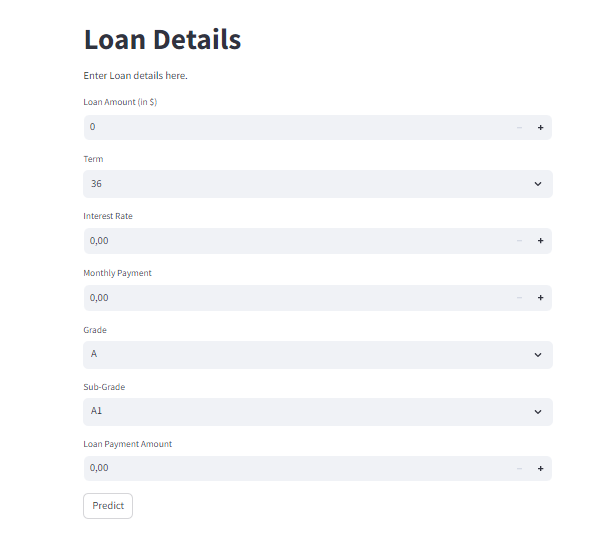 Loan Details
Enter Loan details here.
Loan Amount (in $)
0
Term
36
Interest Rate
0,00
Monthly Payment
0,00
Grade
A
Sub-Grade
A1
Loan Payment Amount
0,00
Predict